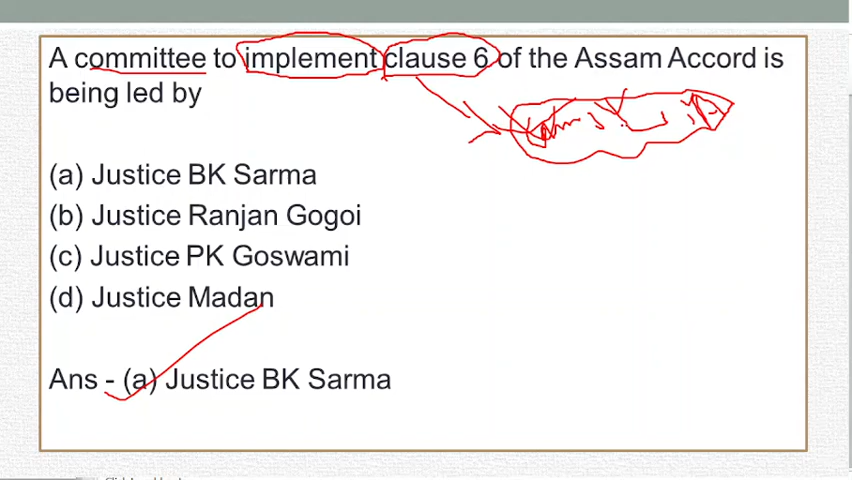 A committee to implement clause 6 of the Assam Accord is
being led by
(a) Justice BK Sarma
(b) Justice Ranjan Gogoi
(c) Justice PK Goswami
(d) Justice Madan
Ans - (a) Justice BK Sarma